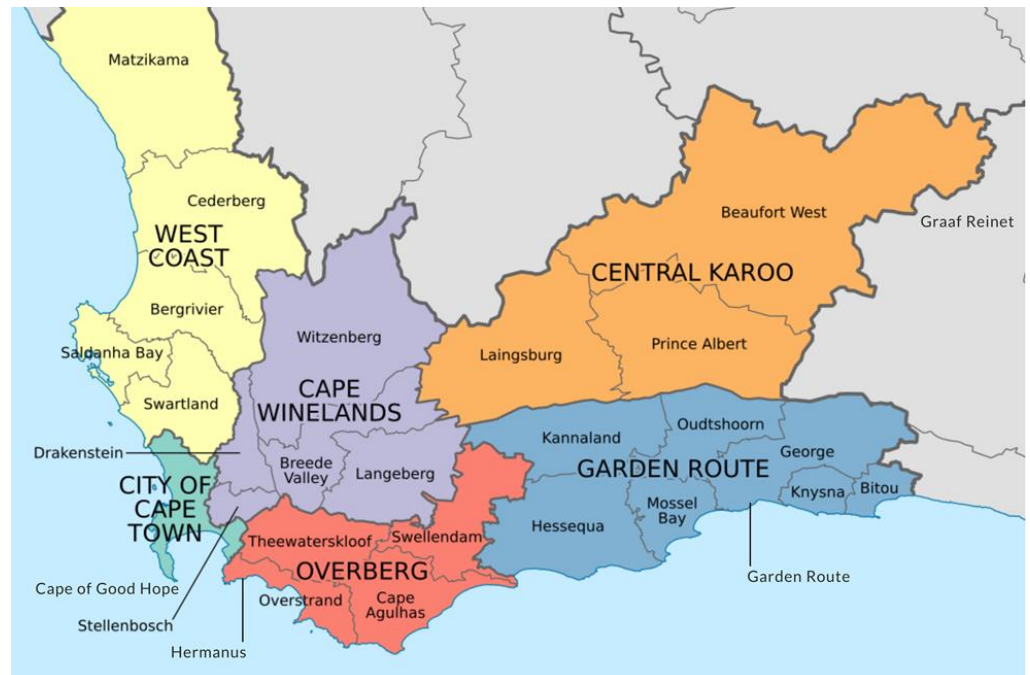 Matzikama
Cederberg
WEST
COAST
Bergrivier
Saldanha Bay
Swartland
Drakenstein
CITY OF
CAPE
TOWN
Cape of Good Hope
Stellenbosch
Hermanus
Witzenberg
CAPE
WINELANDS
Breede
Valley
Langeberg
Theewaterskloof
Swellendam
OVERBERG
Overstrand
Cape
Agulhas
Beaufort West
Graaf Reinet
CENTRAL KAROO
Laingsburg
Prince Albert
Kannaland
Oudtshoorn
George
GARDEN ROUTE
Hessequa
Mossel
Bay
Knysna
Bitou
Garden Route